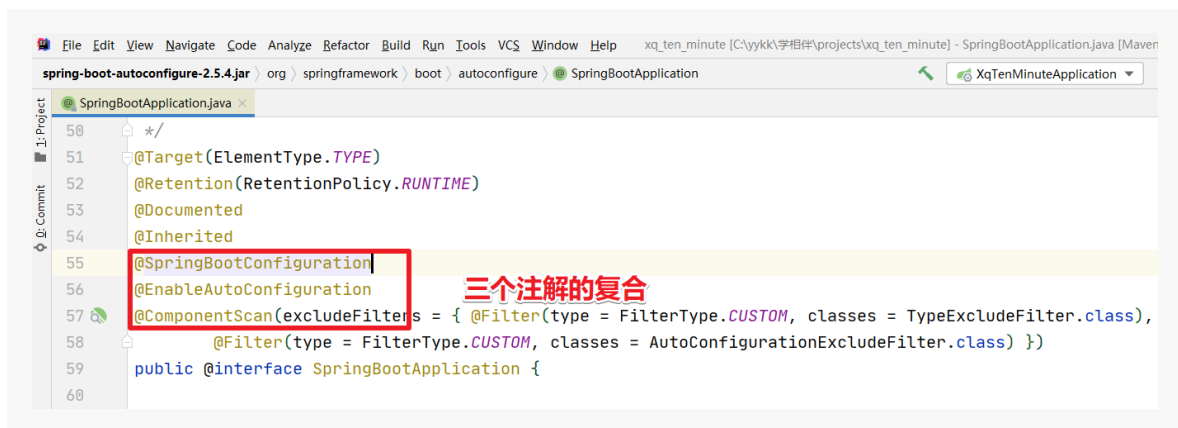 File Edit View Navigate Code Analyze Refactor Build Run Tools VCS Window Help xq_ten_minute [C:\yykk\学相伴\projects\xq_ten_minute] - SpringBootApplication.java [Maven
spring-boot-autoconfigure-2.5.4.jar org springframework boot autoconfigure SpringBootApplication XqTenMinuteApplication
SpringBootApplication.java
1: Project
0: Commit
50 */
51 @Target(ElementType.TYPE)
52 @Retention(RetentionPolicy.RUNTIME)
53 @Documented
54 @Inherited
55 @SpringBootConfiguration
56 @EnableAutoConfiguration
三个注解的复合
57 @ComponentScan(excludeFilters = { @Filter(type = FilterType.CUSTOM, classes = TypeExcludeFilter.class),
58 @Filter(type = FilterType.CUSTOM, classes = AutoConfigurationExcludeFilter.class) })
59 public @interface SpringBootApplication {
60